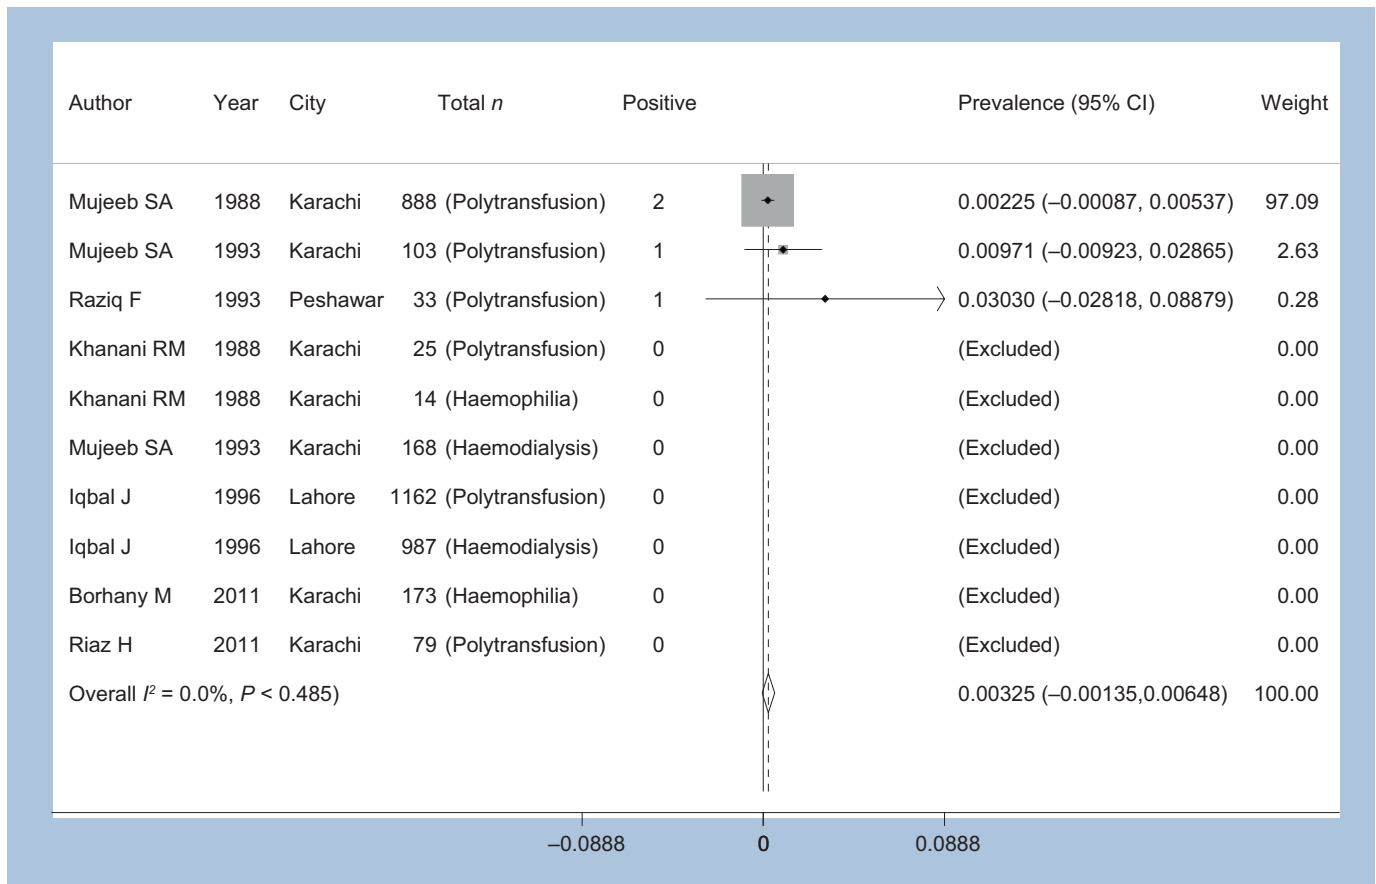 Author Year City Total n Positive Prevalence (95% CI) Weight
Mujeeb SA 1988 Karachi 888 (Polytransfusion) 2 0.00225 (–0.00087, 0.00537) 97.09
Mujeeb SA 1993 Karachi 103 (Polytransfusion) 1 0.00971 (–0.00923, 0.02865) 2.63
Raziq F 1993 Peshawar 33 (Polytransfusion) 1 0.03030 (–0.02818, 0.08879) 0.28
Khanani RM 1988 Karachi 25 (Polytransfusion) 0 (Excluded) 0.00
Khanani RM 1988 Karachi 14 (Haemophilia) 0 (Excluded) 0.00
Mujeeb SA 1993 Karachi 168 (Haemodialysis) 0 (Excluded) 0.00
Iqbal J 1996 Lahore 1162 (Polytransfusion) 0 (Excluded) 0.00
Iqbal J 1996 Lahore 987 (Haemodialysis) 0 (Excluded) 0.00
Borhany M 2011 Karachi 173 (Haemophilia) 0 (Excluded) 0.00
Riaz H 2011 Karachi 79 (Polytransfusion) 0 (Excluded) 0.00
Overall I² = 0.0%, P < 0.485) 0.00325 (–0.00135,0.00648) 100.00
–0.0888 0 0.0888